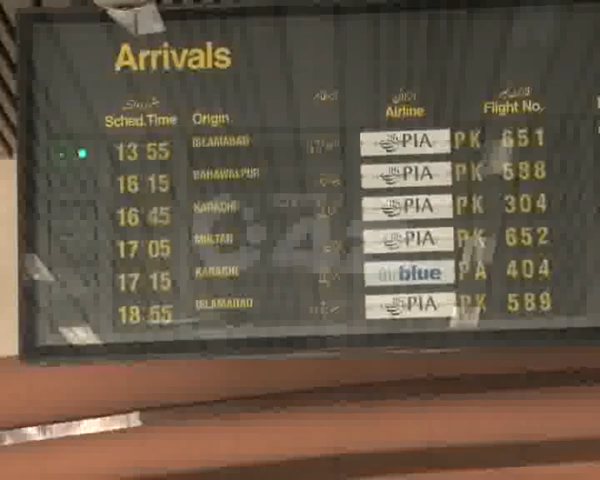 Arrivals
Sched.Time Origin Airline Flight No.
13 55 ISLAMABAD PIA PK 651
16 15 BAHAWALPUR PIA PK 588
16 45 KARACHI PIA PK 304
17 05 MULTAN PIA PK 652
17 15 KARACHI airblue PA 404
18 55 ISLAMABAD PIA PK 589